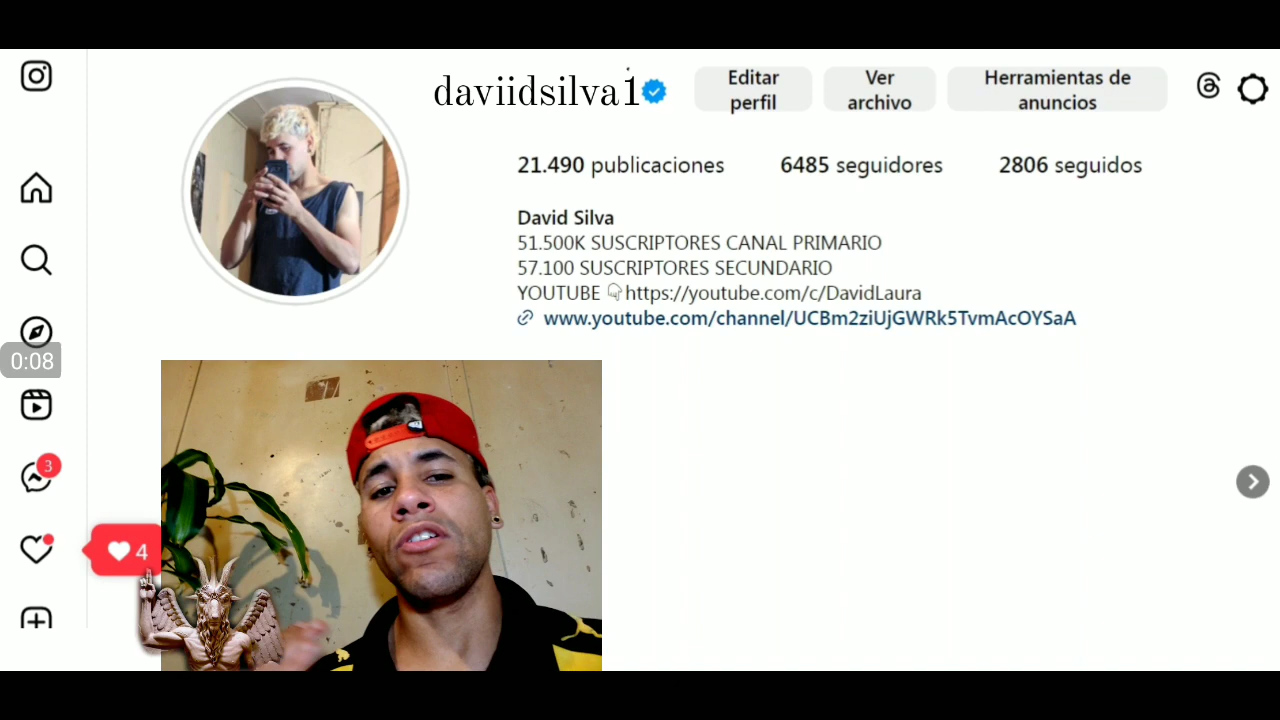 daviidsilva1
Editar
perfil
Ver
archivo
Herramientas de
anuncios
21.490 publicaciones
6485 seguidores
2806 seguidos
David Silva
51.500K SUSCRIPTORES CANAL PRIMARIO
57.100 SUSCRIPTORES SECUNDARIO
YOUTUBE 👇https://youtube.com/c/DavidLaura
www.youtube.com/channel/UCBm2ziUjGWRk5TvmAcOYSaA
0:08
3
4